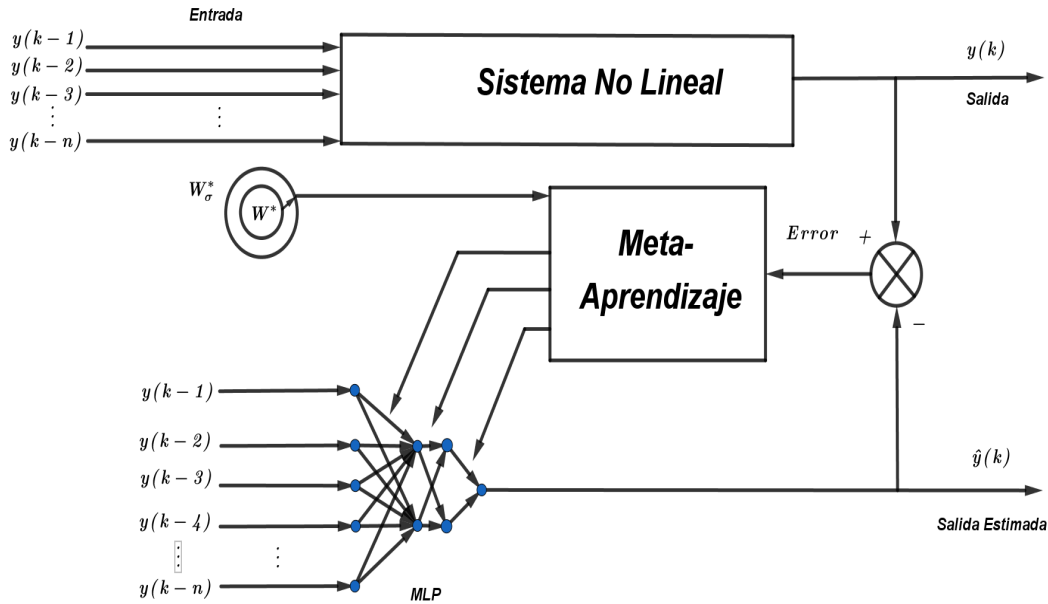 Entrada
y(k − 1)
y(k − 2)
y(k − 3)
⋮ ⋮
y(k − n)
Sistema No Lineal
y(k)
Salida
W*σ
W*
Meta-
Aprendizaje
Error
+
−
y(k − 1)
y(k − 2)
y(k − 3)
y(k − 4)
⋮ ⋮
y(k − n)
MLP
ŷ(k)
Salida Estimada